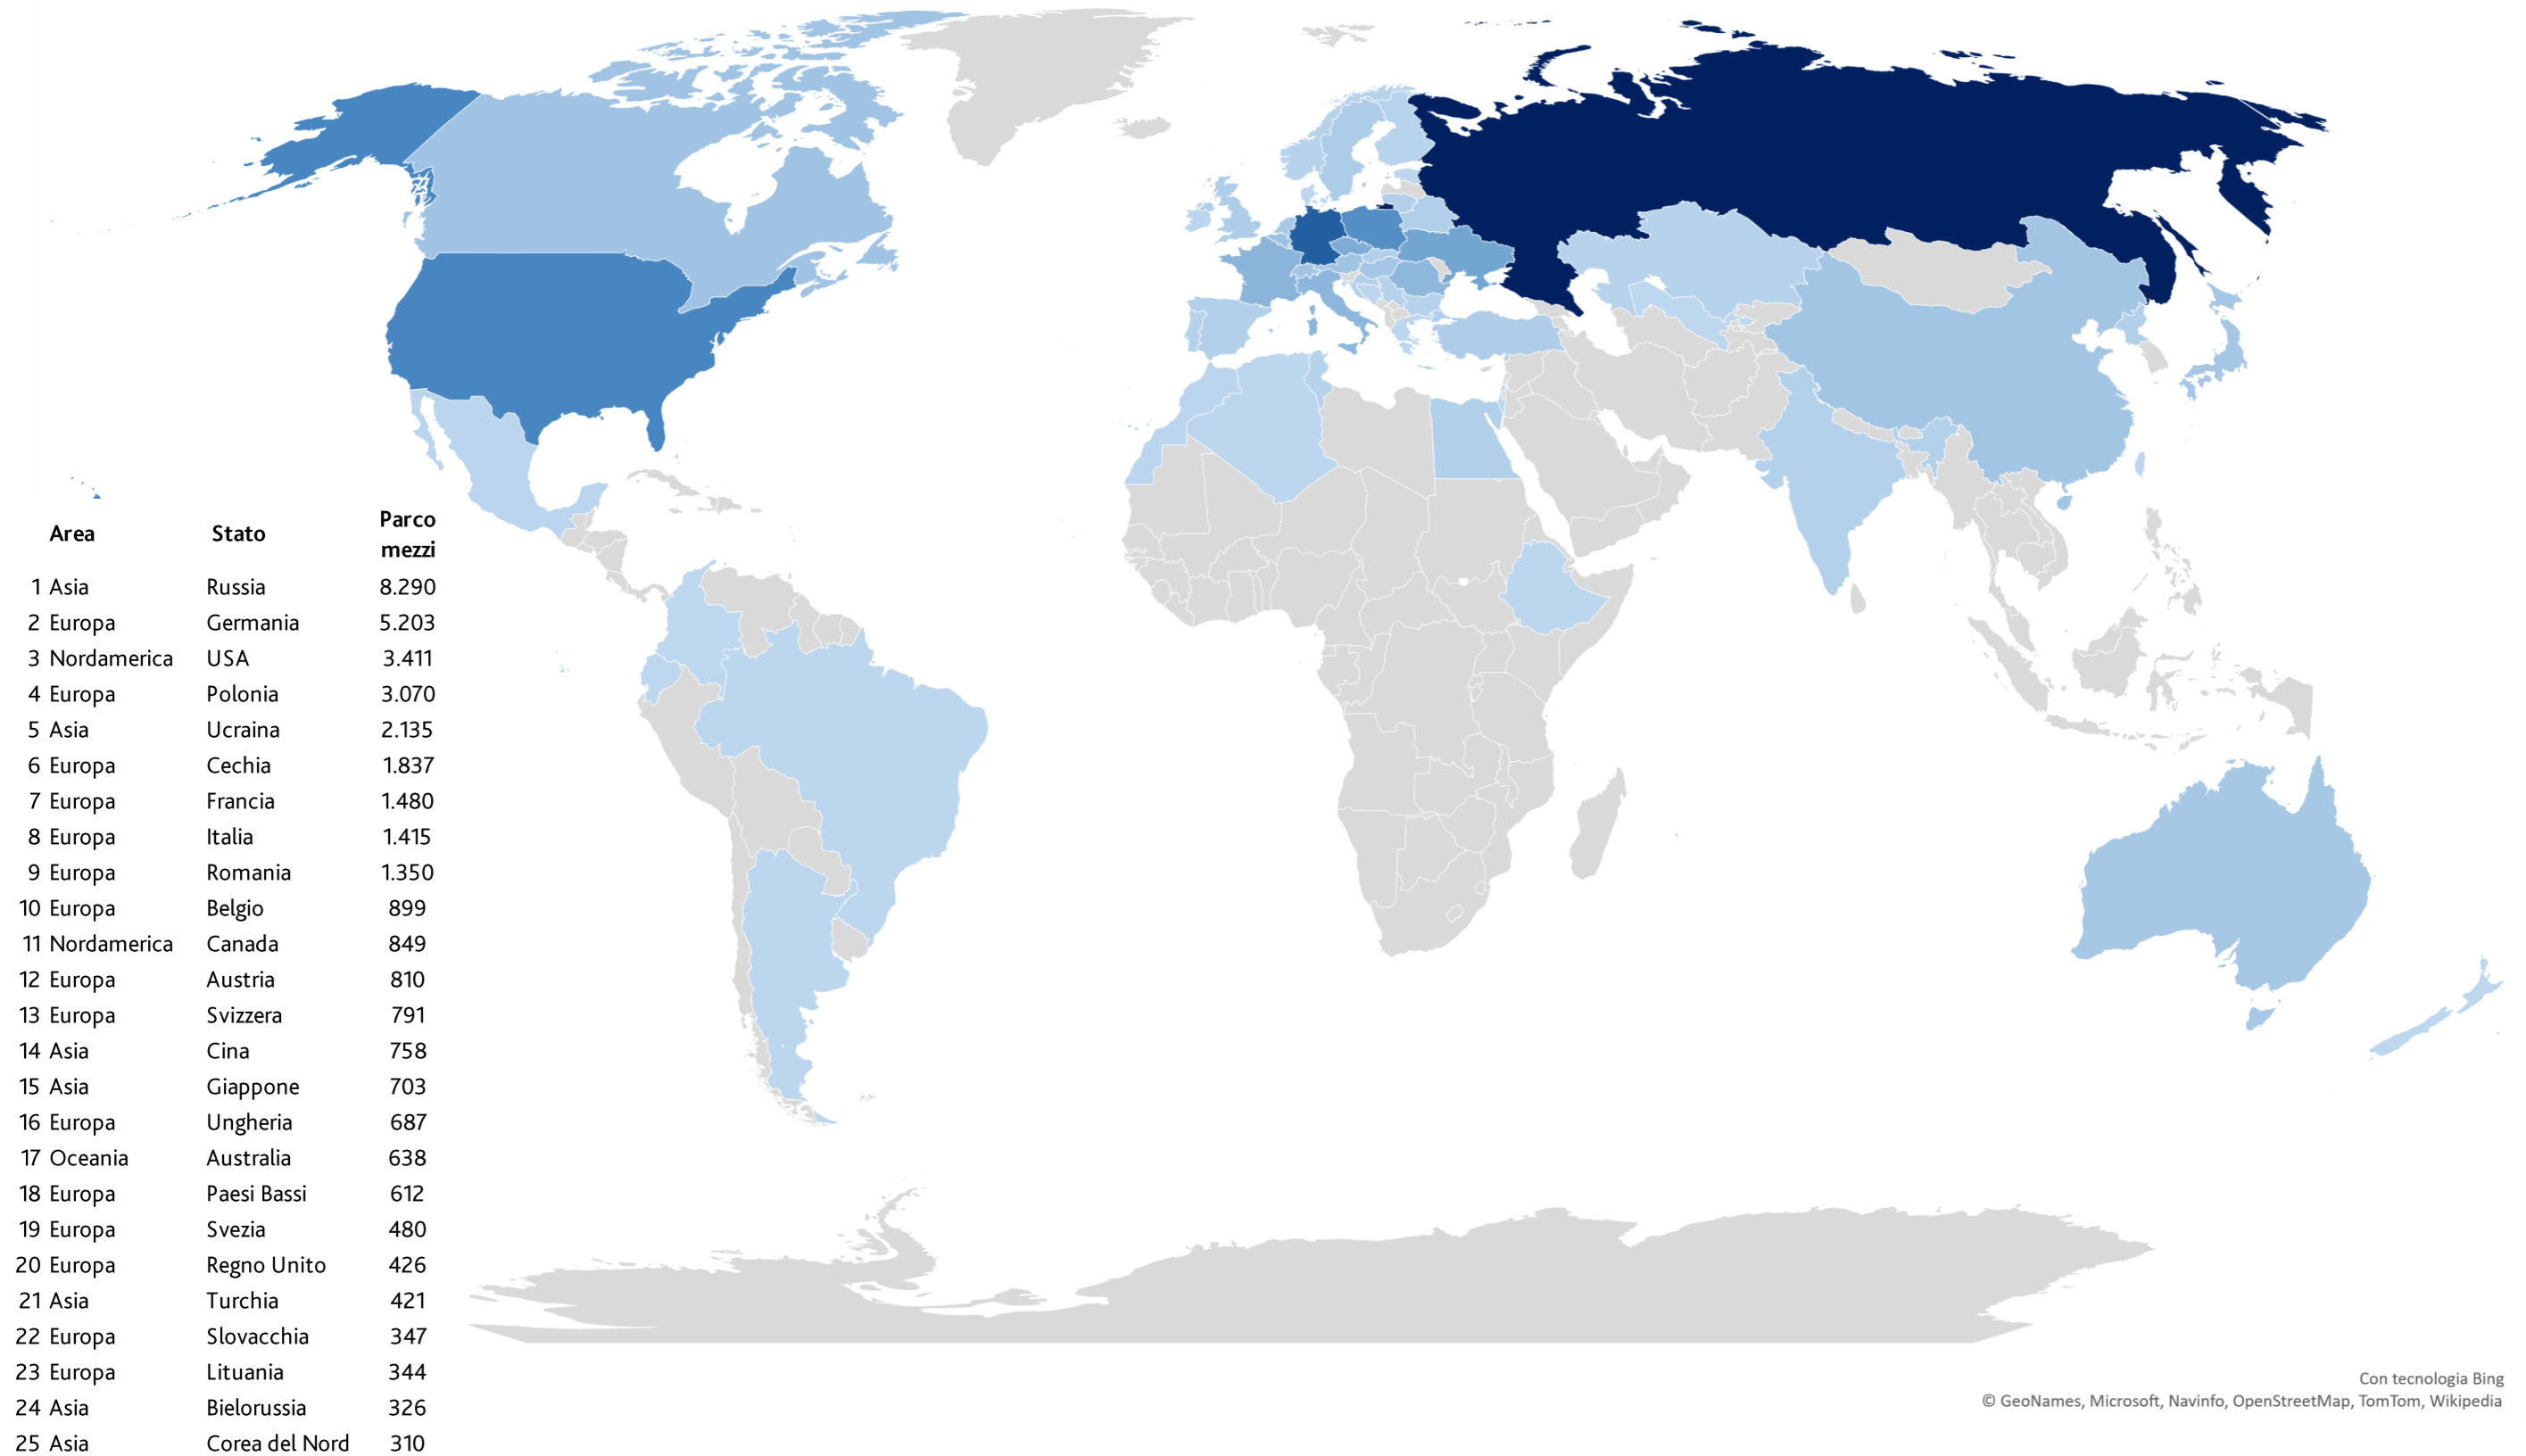 Area Stato Parco mezzi
1 Asia Russia 8.290
2 Europa Germania 5.203
3 Nordamerica USA 3.411
4 Europa Polonia 3.070
5 Asia Ucraina 2.135
6 Europa Cechia 1.837
7 Europa Francia 1.480
8 Europa Italia 1.415
9 Europa Romania 1.350
10 Europa Belgio 899
11 Nordamerica Canada 849
12 Europa Austria 810
13 Europa Svizzera 791
14 Asia Cina 758
15 Asia Giappone 703
16 Europa Ungheria 687
17 Oceania Australia 638
18 Europa Paesi Bassi 612
19 Europa Svezia 480
20 Europa Regno Unito 426
21 Asia Turchia 421
22 Europa Slovacchia 347
23 Europa Lituania 344
24 Asia Bielorussia 326
25 Asia Corea del Nord 310
Con tecnologia Bing
© GeoNames, Microsoft, Navinfo, OpenStreetMap, TomTom, Wikipedia